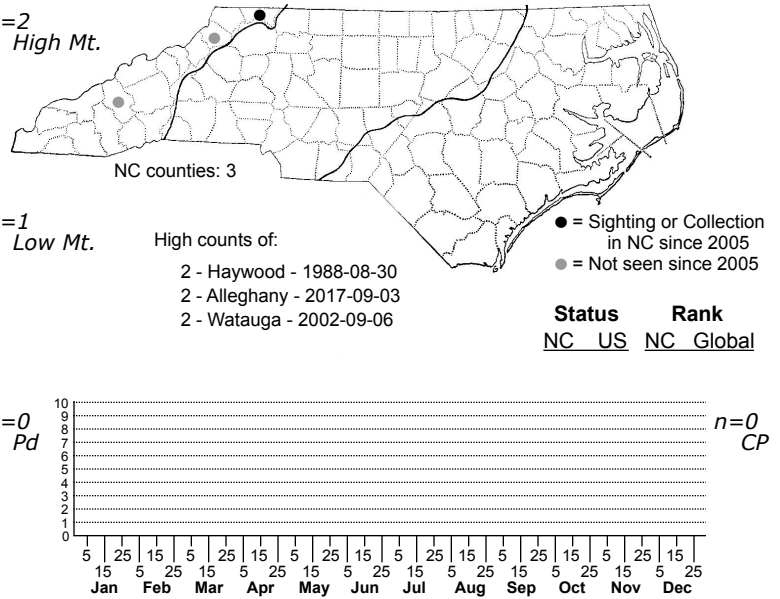 =2
High Mt.
NC counties: 3
=1
Low Mt.
High counts of:
2 - Haywood - 1988-08-30
2 - Alleghany - 2017-09-03
2 - Watauga - 2002-09-06
● = Sighting or Collection
in NC since 2005
● = Not seen since 2005
Status Rank
NC US NC Global
=0
Pd
n=0
CP
10
9
8
7
6
5
4
3
2
1
0
5 15 25 5 15 25 5 15 25 5 15 25 5 15 25 5 15 25
15 5 25 15 5 25 15 5 25 15 5 25 15 5 25 15 5 25
Jan Feb Mar Apr May Jun Jul Aug Sep Oct Nov Dec